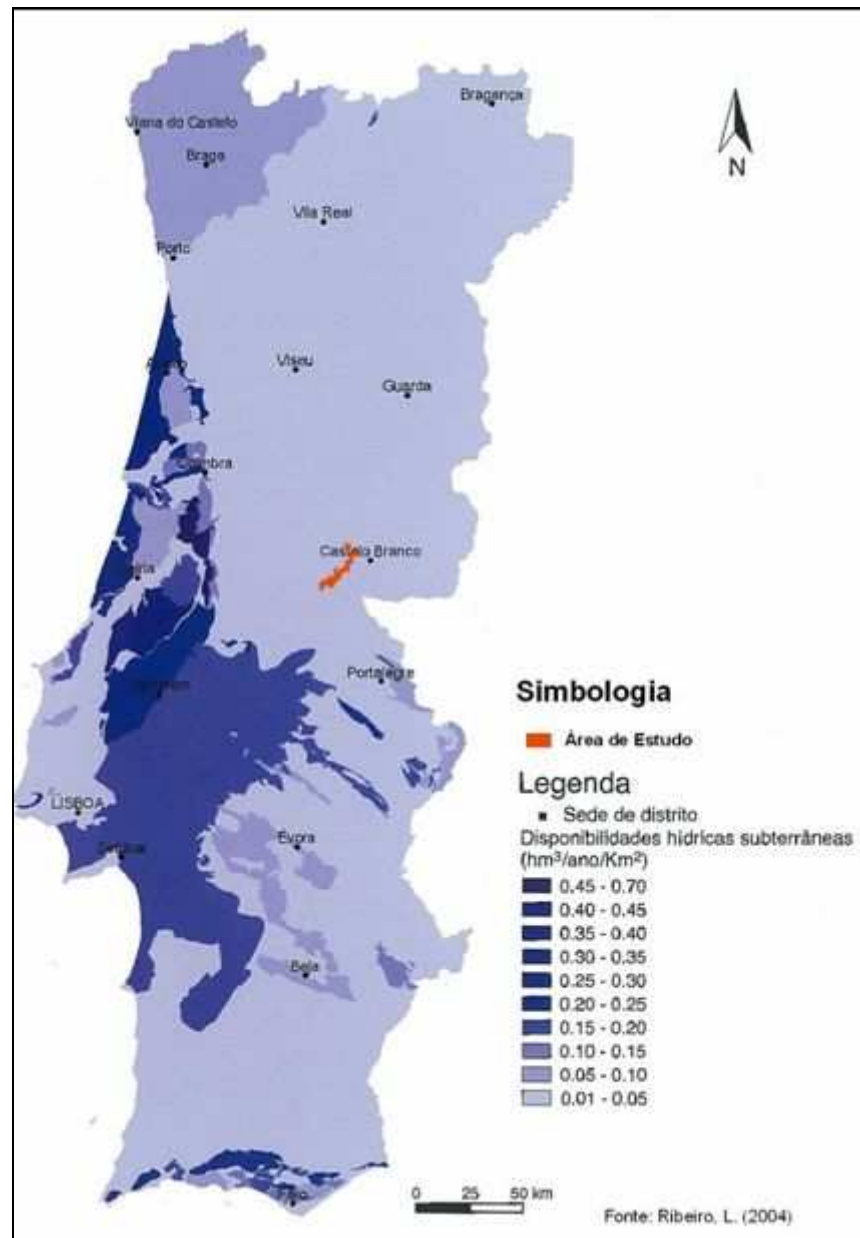 Bragança
Viana do Castelo
Braga
N
Vila Real
Porto
Viseu
Guarda
Castelo Branco
Portalegre
Simbologia
Área de Estudo
Legenda
Sede de distrito
Disponibilidades hídricas subterrâneas
(hm³/ano/Km²)
0.45 - 0.70
0.40 - 0.45
0.35 - 0.40
0.30 - 0.35
0.25 - 0.30
0.20 - 0.25
0.15 - 0.20
0.10 - 0.15
0.05 - 0.10
0.01 - 0.05
LISBOA
Évora
Beja
0 25 50 km
Fonte: Ribeiro, L. (2004)